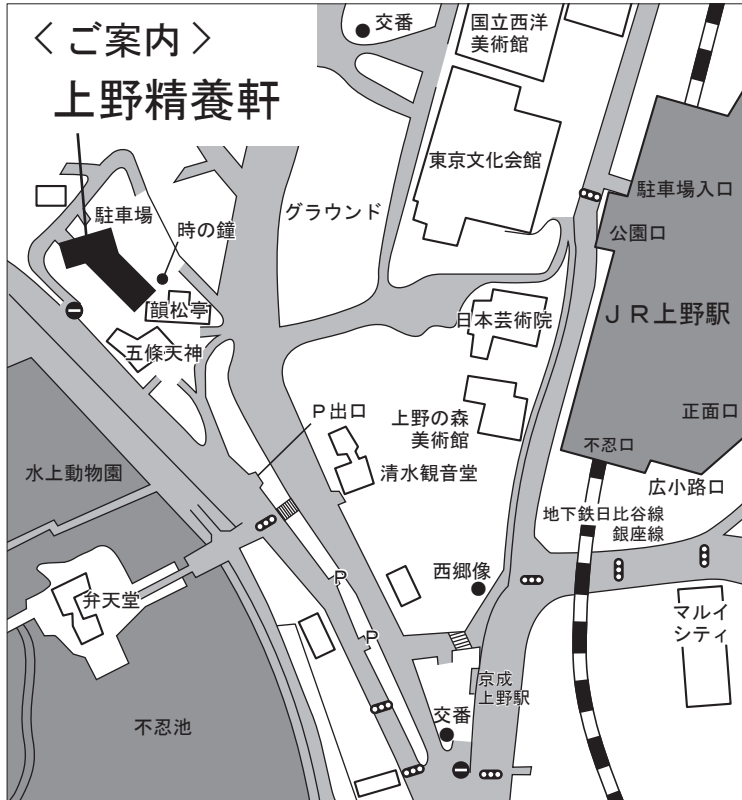 〈 ご案内 〉
上野精養軒
交番
国立西洋
美術館
東京文化会館
駐車場入口
公園口
グラウンド
駐車場
時の鐘
韻松亭
五條天神
日本芸術院
ＪＲ上野駅
正面口
不忍口
広小路口
Ｐ出口
上野の森
美術館
清水観音堂
水上動物園
地下鉄日比谷線
銀座線
西郷像
P
P
弁天堂
マルイ
シティ
京成
上野駅
交番
不忍池